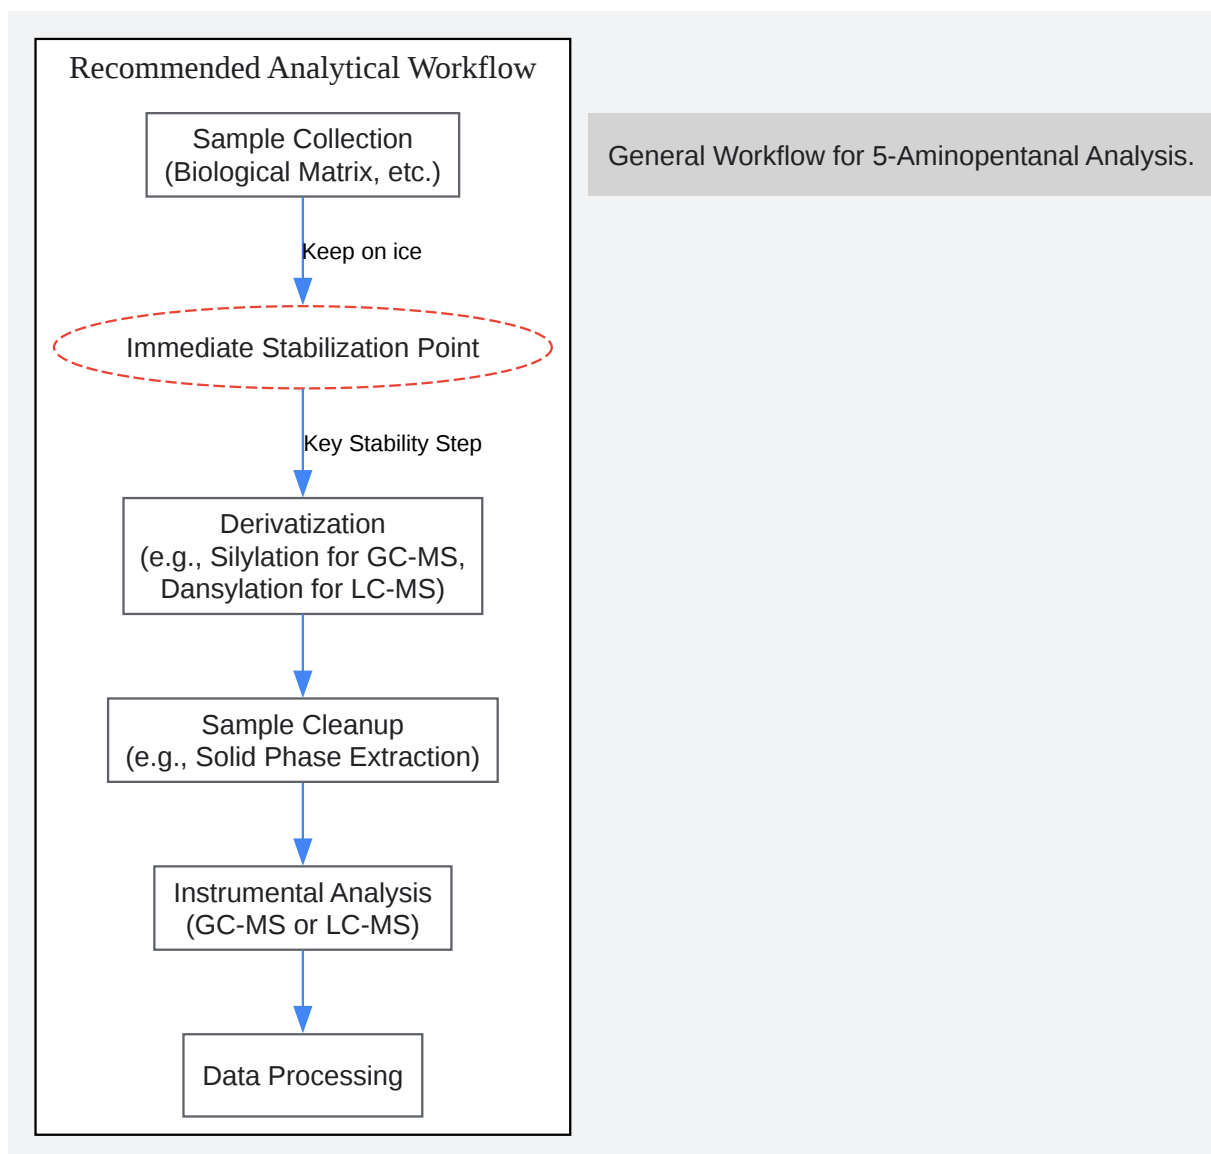 Recommended Analytical Workflow
Sample Collection
(Biological Matrix, etc.)
General Workflow for 5-Aminopentanal Analysis.
Keep on ice
Immediate Stabilization Point
Key Stability Step
Derivatization
(e.g., Silylation for GC-MS,
Dansylation for LC-MS)
Sample Cleanup
(e.g., Solid Phase Extraction)
Instrumental Analysis
(GC-MS or LC-MS)
Data Processing